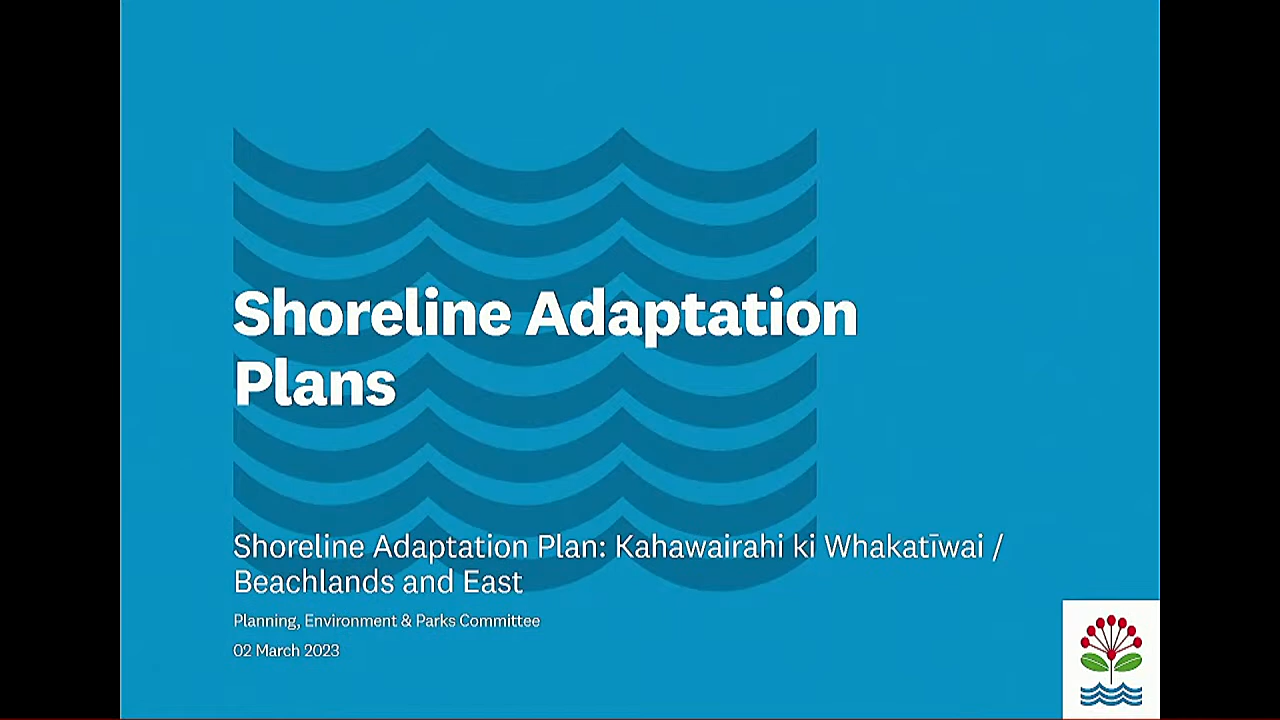 Shoreline Adaptation
Plans
Shoreline Adaptation Plan: Kahawairahi ki Whakatīwai /
Beachlands and East
Planning, Environment & Parks Committee
02 March 2023